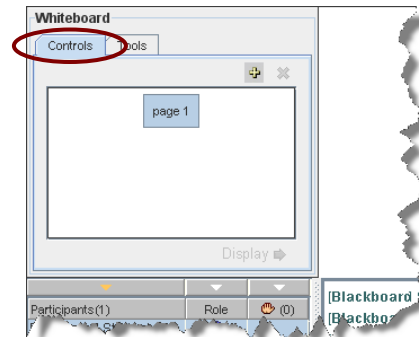 Whiteboard
Controls Tools
page 1
Display
Participants (1) Role (0)
[Blackboard